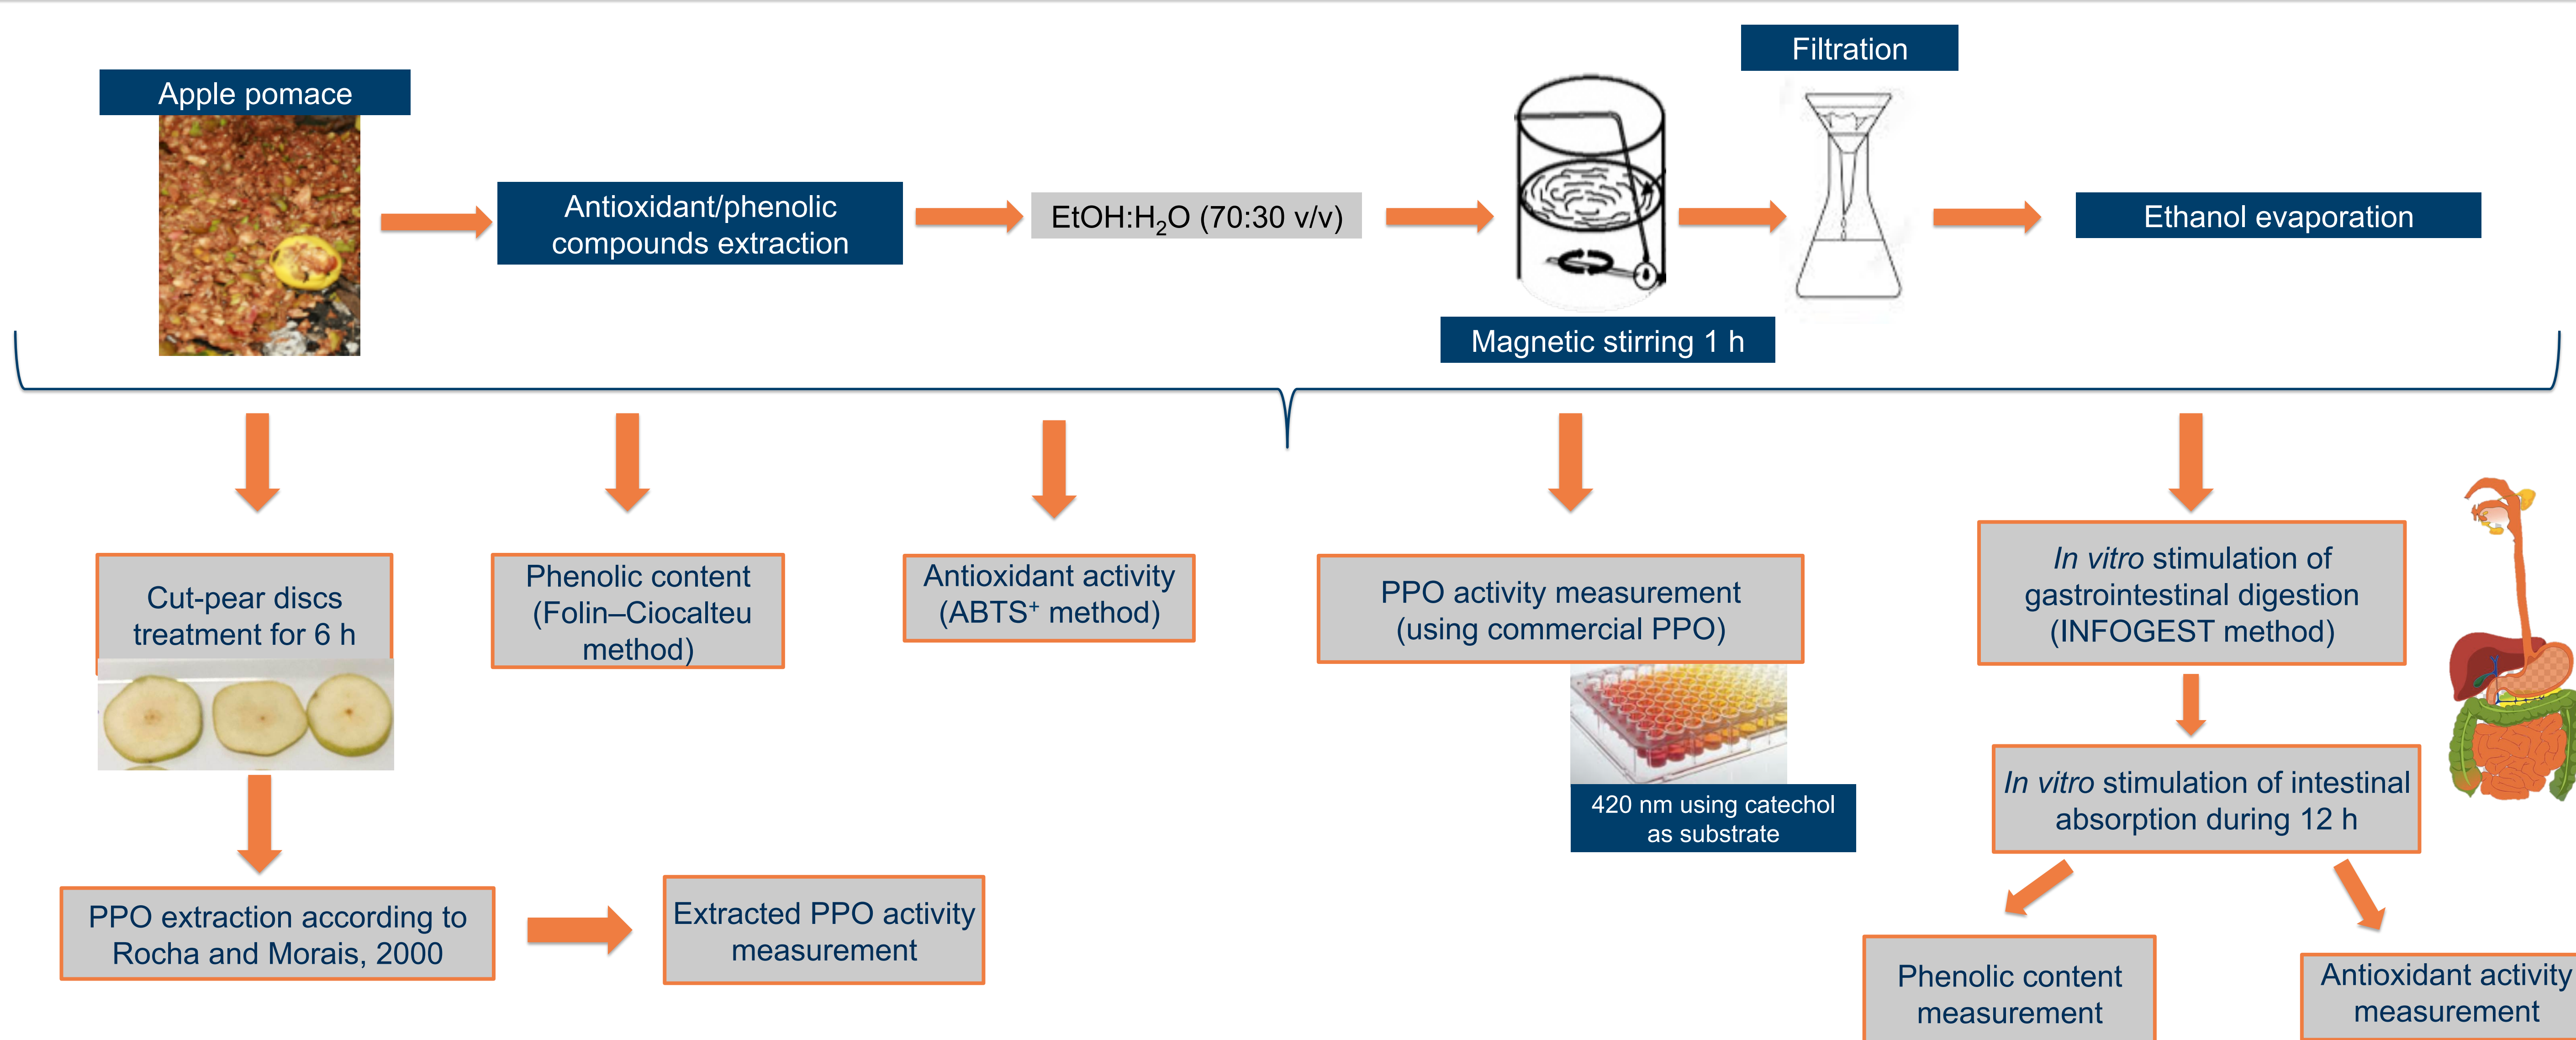 Apple pomace
Antioxidant/phenolic
compounds extraction
EtOH:H₂O (70:30 v/v)
Magnetic stirring 1 h
Filtration
Ethanol evaporation
Cut-pear discs
treatment for 6 h
PPO extraction according to
Rocha and Morais, 2000
Extracted PPO activity
measurement
Phenolic content
(Folin–Ciocalteu
method)
Antioxidant activity
(ABTS⁺ method)
PPO activity measurement
(using commercial PPO)
420 nm using catechol
as substrate
In vitro stimulation of
gastrointestinal digestion
(INFOGEST method)
In vitro stimulation of intestinal
absorption during 12 h
Phenolic content
measurement
Antioxidant activity
measurement